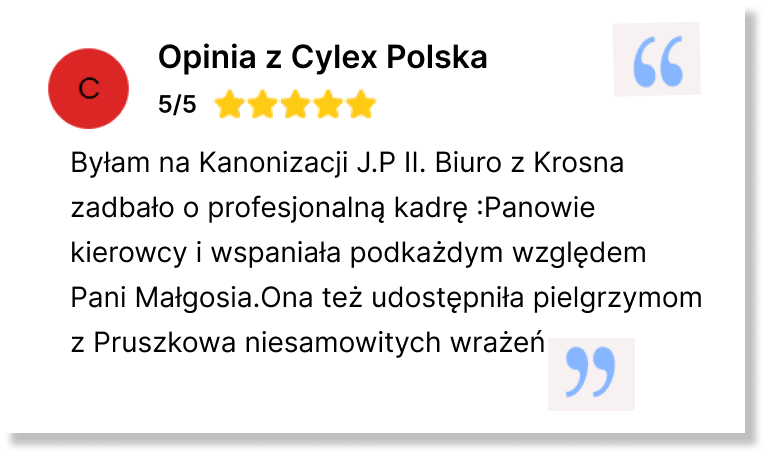 Opinia z Cylex Polska
C
5/5
“
Byłam na Kanonizacji J.P II. Biuro z Krosna
zadbało o profesjonalną kadrę :Panowie
kierowcy i wspaniała podkażdym względem
Pani Małgosia.Ona też udostępniła pielgrzymom
z Pruszkowa niesamowitych wrażeń
”